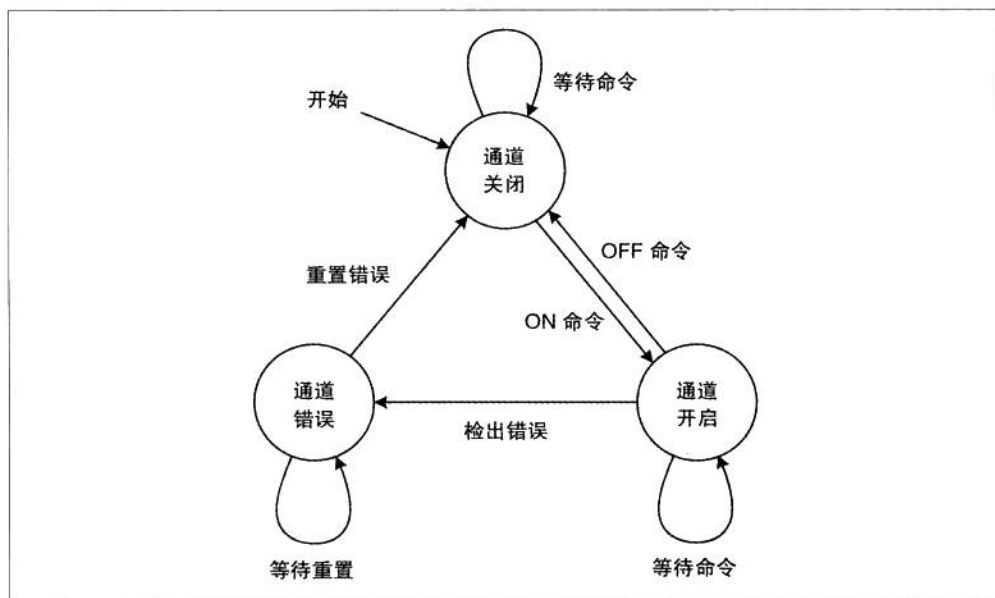 等待命令
开始
通道
关闭
OFF 命令
重置错误
ON 命令
通道
错误
通道
开启
检出错误
等待重置
等待命令